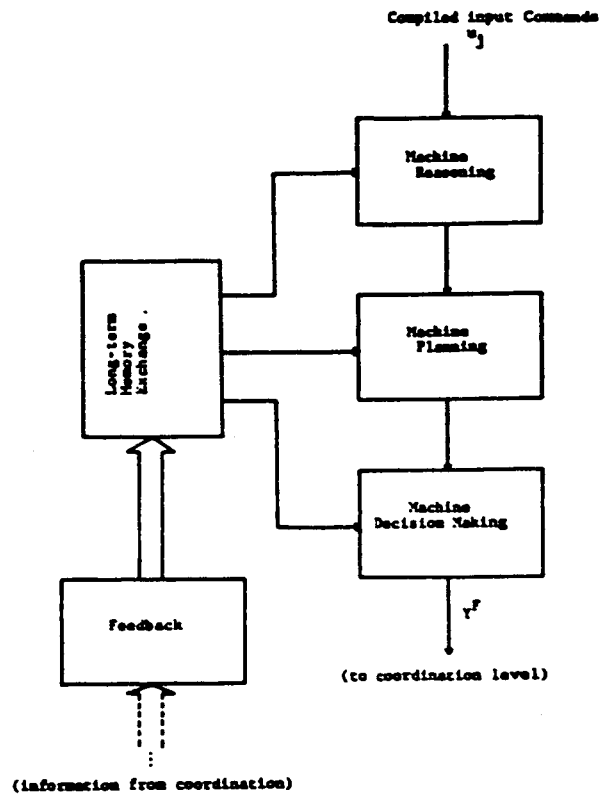 Compiled input Commands
u_j
Machine
Reasoning
Long-term
Memory
Exchange.
Machine
Planning
Machine
Decision Making
Feedback
Y^F
(to coordination level)
(information from coordination)